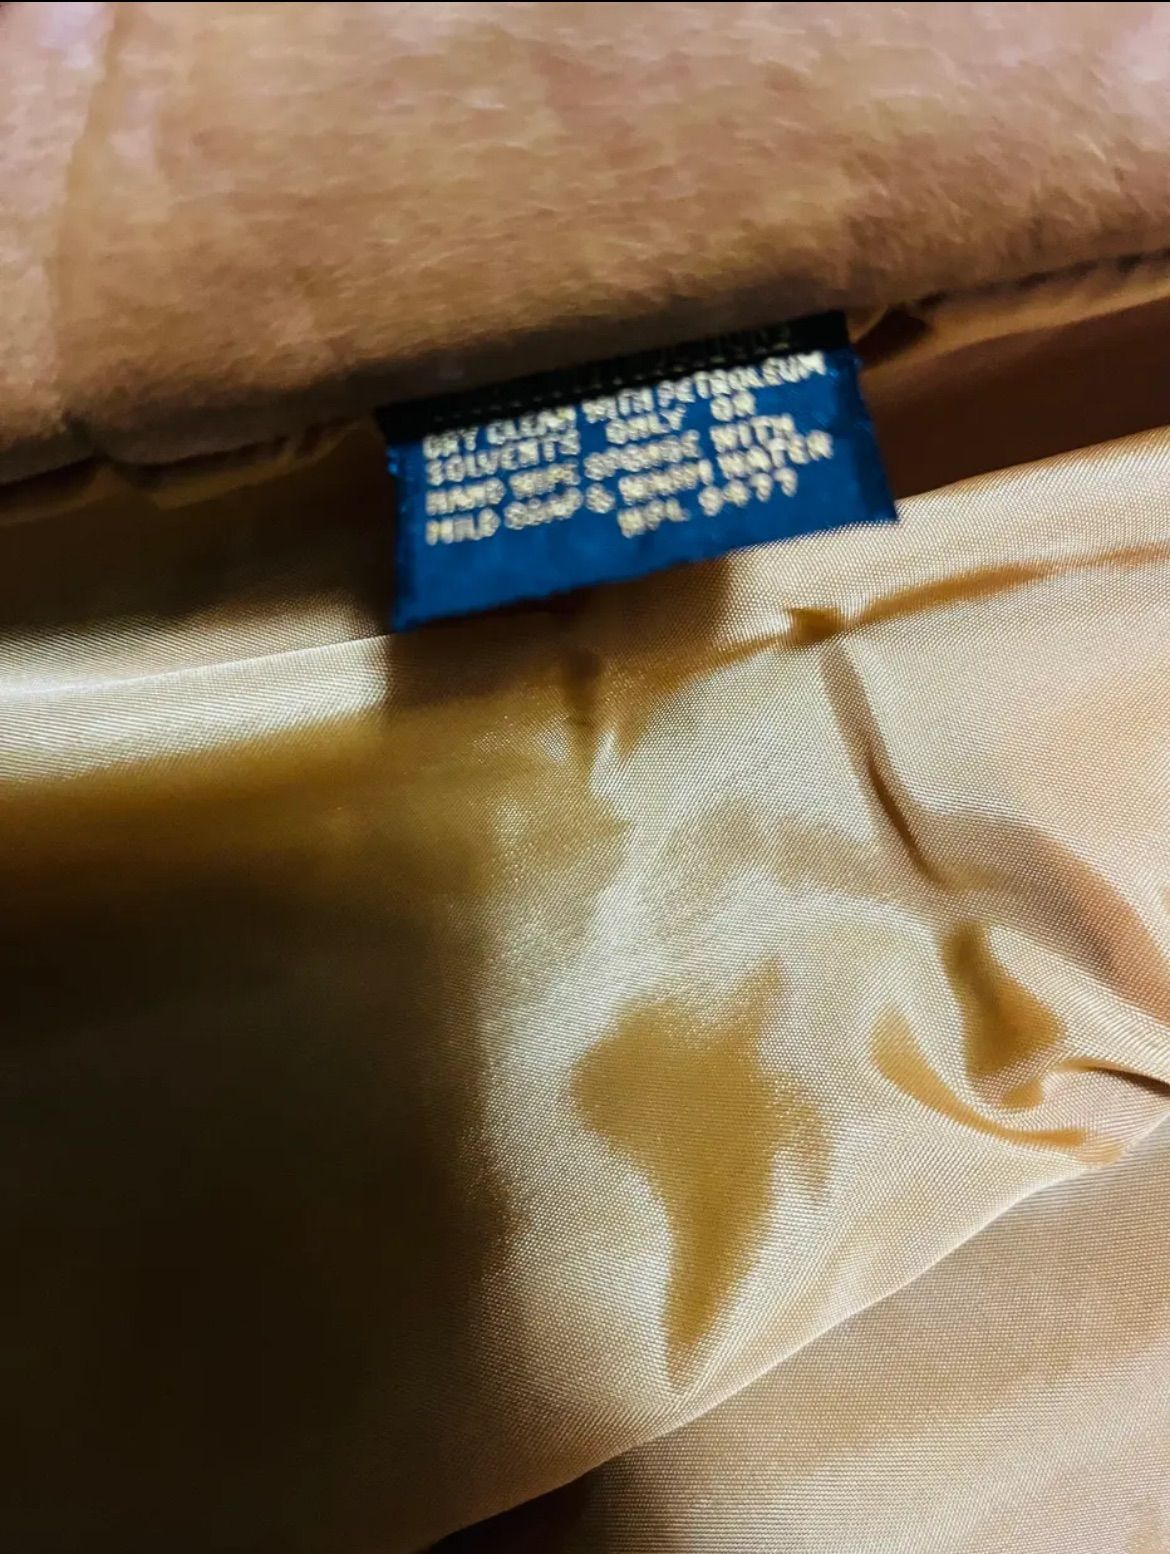 DRY CLEAN WITH PETROLEUM
SOLVENTS ONLY OR
HAND WIPE SPONGE WITH
MILD SOAP & WARM WATER